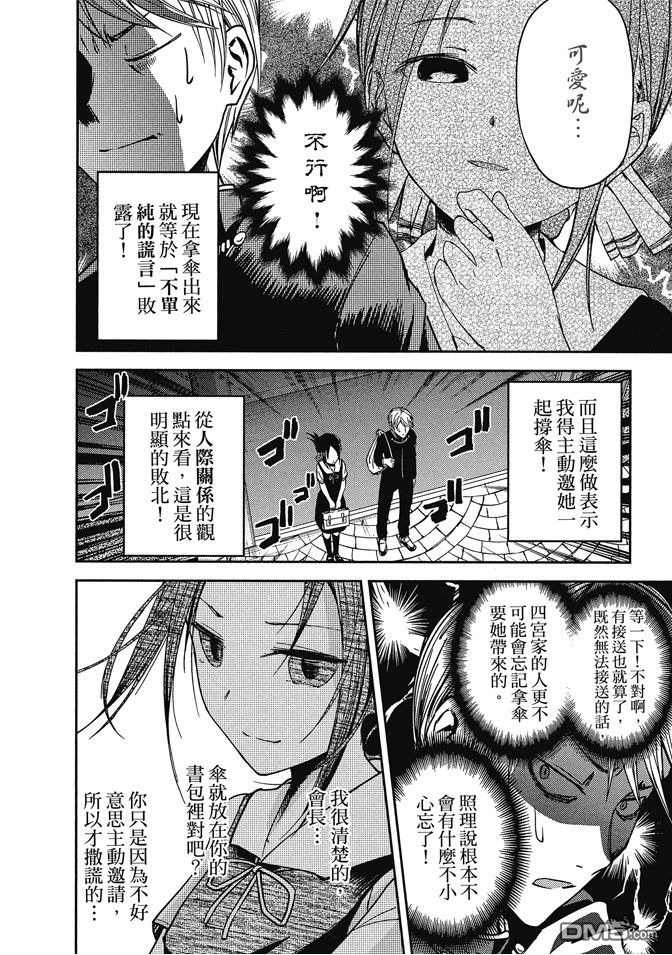 可愛呢…
不行啊！
現在拿傘出來
就等於「不單
純的謊言」敗
露了！
而且這麼做表示
我得主動邀她一
起撐傘！
ゴゴ
ゴゴ
從人際關係的觀
點來看，這是很
明顯的敗北！
等一下！不對啊，
有接送也就算了，
既然無法接送的話，
四宮家的人更不
可能會忘記拿傘
要她帶來的。
照理說根本不
會有什麼不小
心忘了！
我很清楚的，
會長…
傘就放在你的
書包裡對吧？
你只是因為不好
意思主動邀請，
所以才撒謊的…
DM5.com